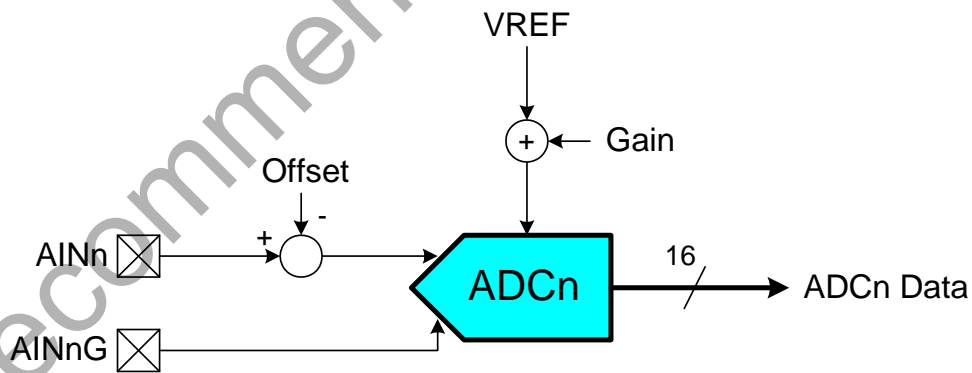 VREF
+
Gain
Offset
-
+
AINn
ADCn
16
ADCn Data
AINnG